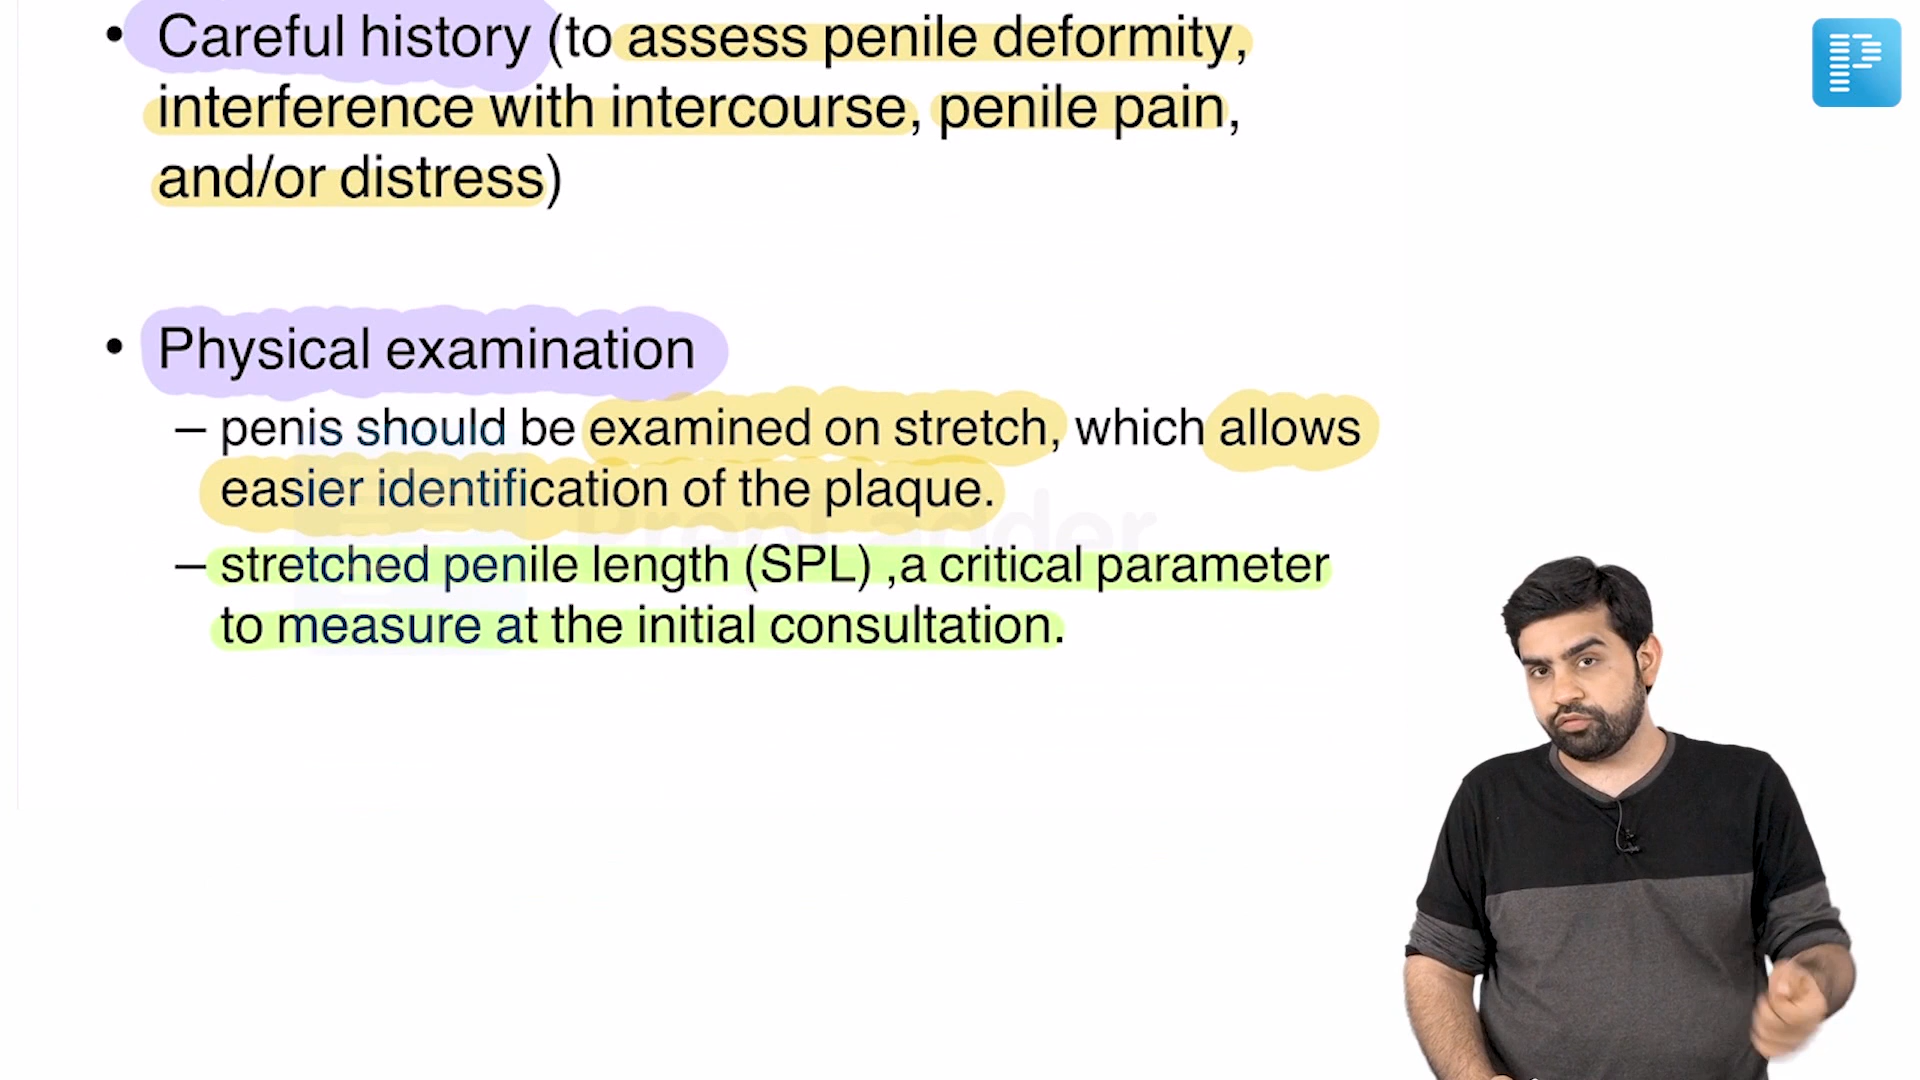 • Careful history (to assess penile deformity,
interference with intercourse, penile pain,
and/or distress)
• Physical examination
– penis should be examined on stretch, which allows
easier identification of the plaque.
PrepLadder
– stretched penile length (SPL) ,a critical parameter
to measure at the initial consultation.